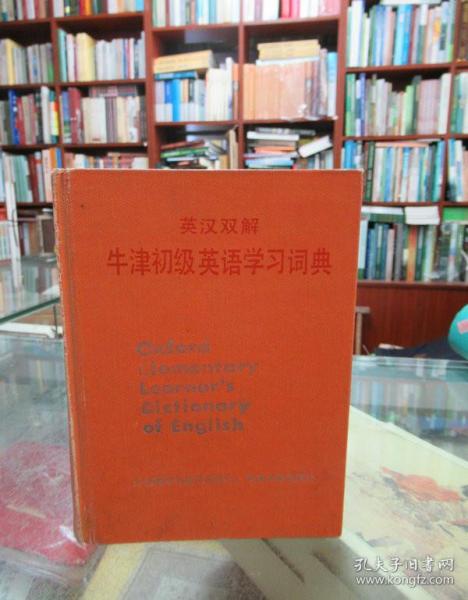 英汉双解
牛津初级英语学习词典
Oxford
Elementary
Learner's
Dictionary
of English
孔夫子旧书网
www.kongfz.com